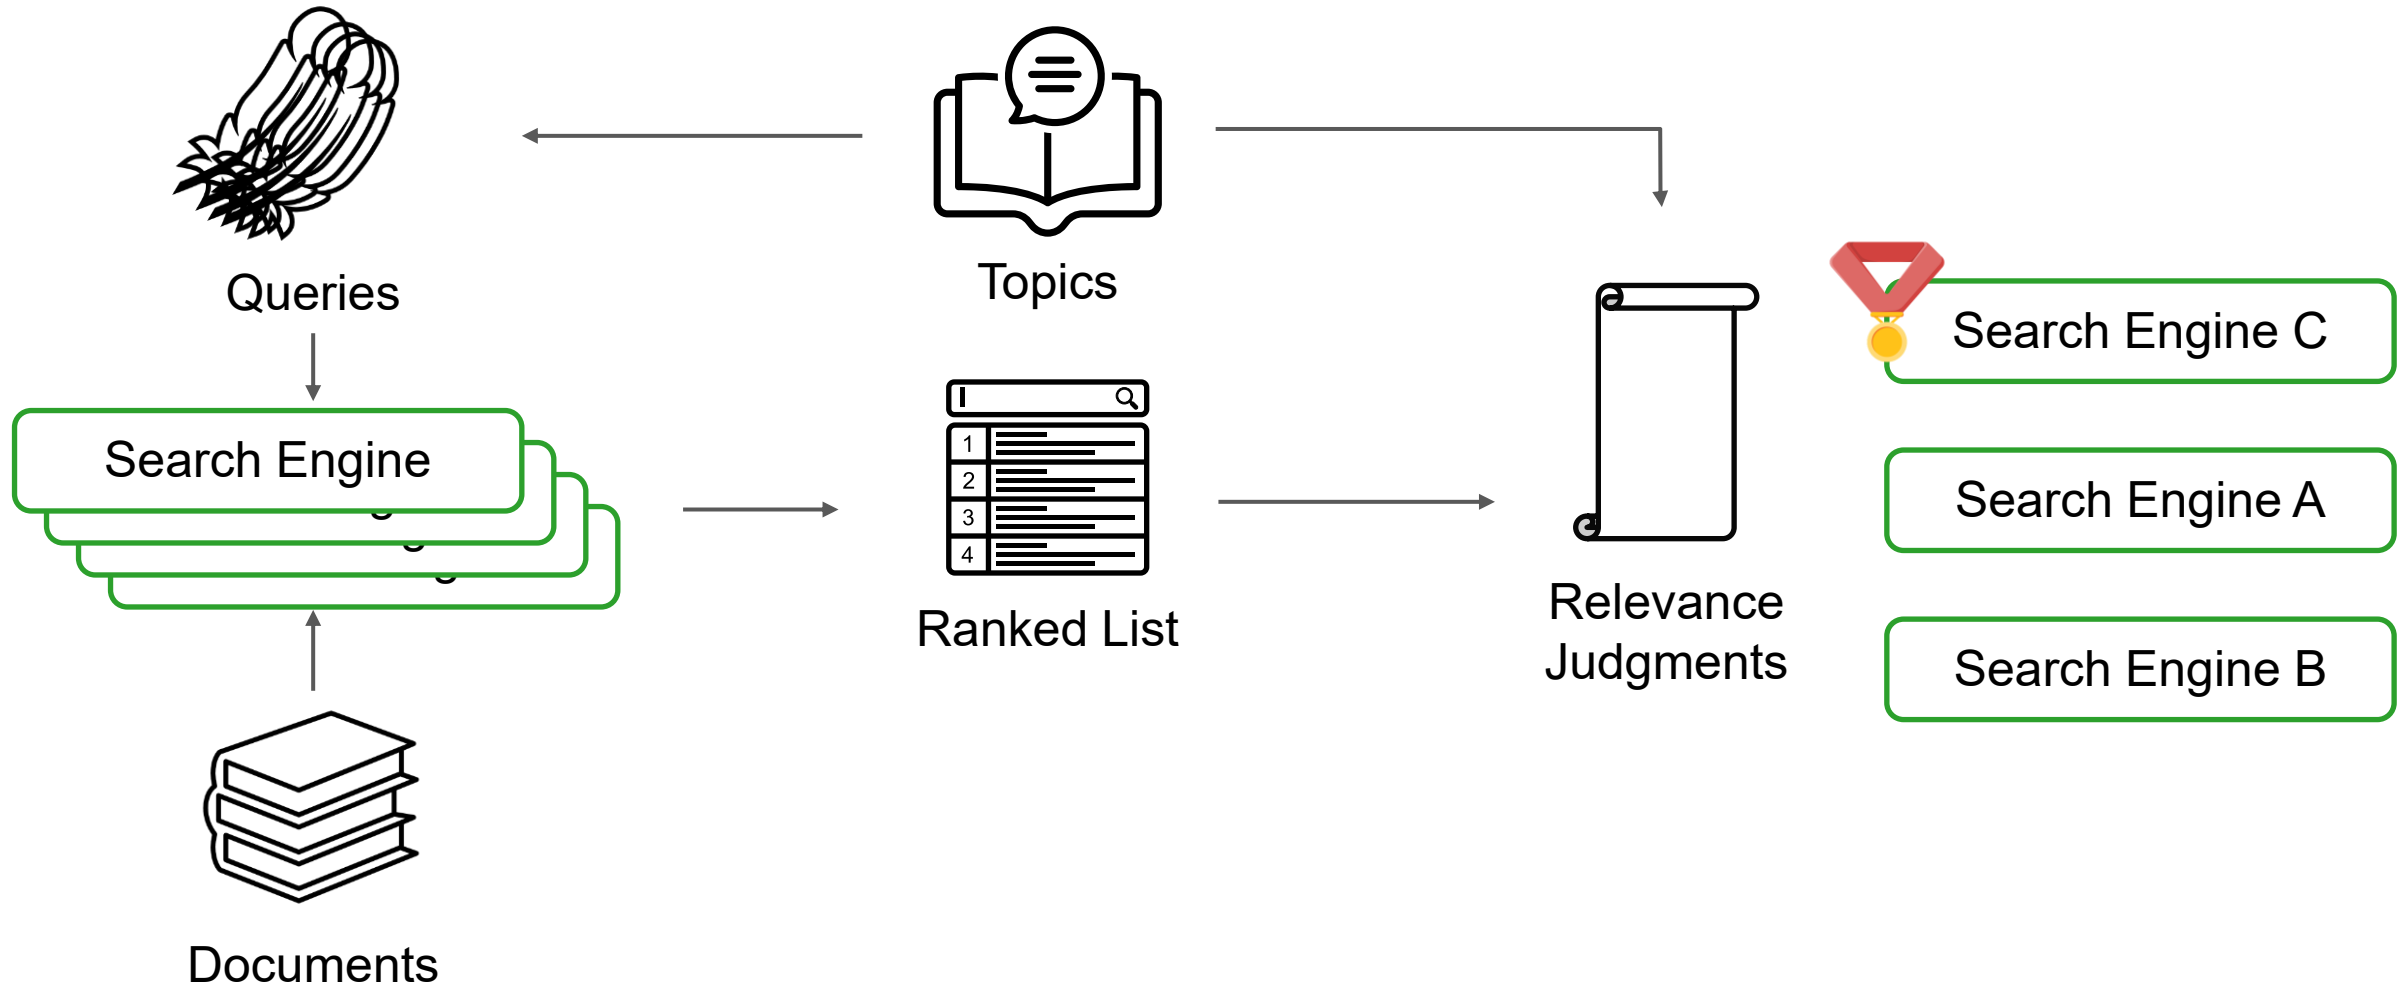 Queries
Topics
Search Engine
1
2
3
4
Ranked List
Documents
Relevance
Judgments
Search Engine C
Search Engine A
Search Engine B